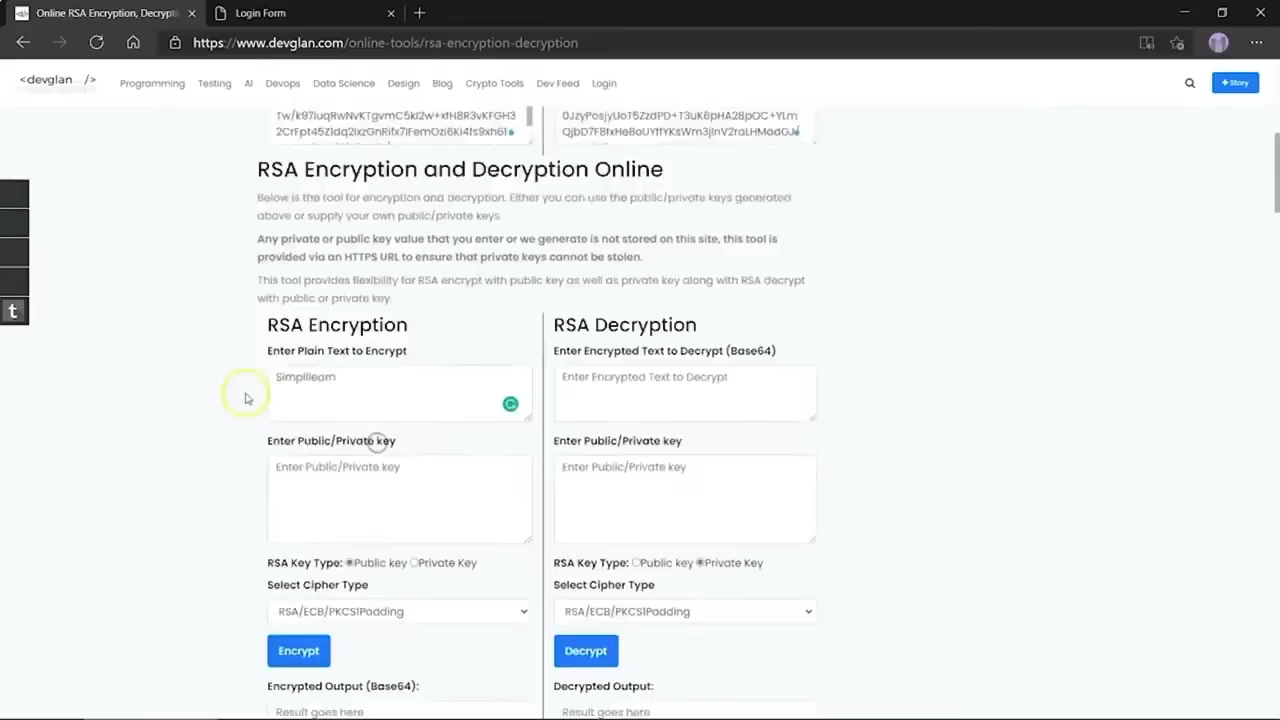 Online RSA Encryption, Decrypti
Login Form
https://www.devglan.com/online-tools/rsa-encryption-decryption
<devglan />
Programming Testing AI Devops Data Science Design Blog Crypto Tools Dev Feed Login
+ Story
RSA Encryption and Decryption Online
Below is the tool for encryption and decryption. Either you can use the public/private keys generated
above or supply your own public/private keys.
Any private or public key value that you enter or we generate is not stored on this site, this tool is
provided via an HTTPS URL to ensure that private keys cannot be stolen.
This tool provides flexibility for RSA encrypt with public key as well as private key along with RSA decrypt
with public or private key.
RSA Encryption
Enter Plain Text to Encrypt
Simplilearn
Enter Public/Private key
Enter Public/Private key
RSA Key Type: Public key Private Key
Select Cipher Type
RSA/ECB/PKCS1Padding
Encrypt
Encrypted Output (Base64):
Result goes here
RSA Decryption
Enter Encrypted Text to Decrypt (Base64)
Enter Encrypted Text to Decrypt
Enter Public/Private key
Enter Public/Private key
RSA Key Type: Public key Private Key
Select Cipher Type
RSA/ECB/PKCS1Padding
Decrypt
Decrypted Output:
Result goes here
t